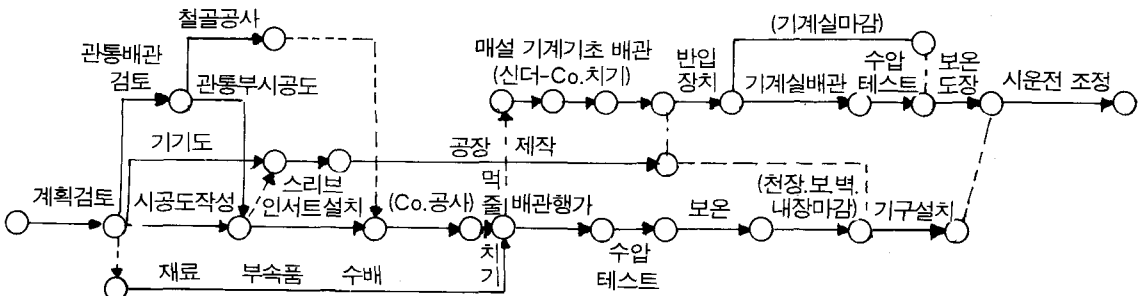 철골공사
(기계실마감)
관통배관
검토
매설 기계기초 배관
(신더-Co.치기)
반입
장치
수압
테스트
보온
도장
관통부시공도
기계실배관
시운전 조정
기기도
공장 제작
계획검토
시공도작성
스리브
인서트설치
(Co.공사)
먹줄치기
배관행가
수압
테스트
보온
(천장.보.벽.
내장마감)
기구설치
재료 부속품 수배